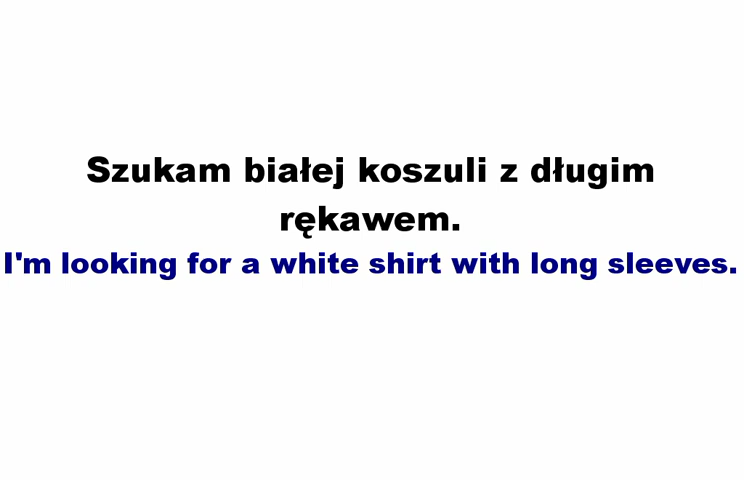 Szukam białej koszuli z długim
rękawem.
I'm looking for a white shirt with long sleeves.